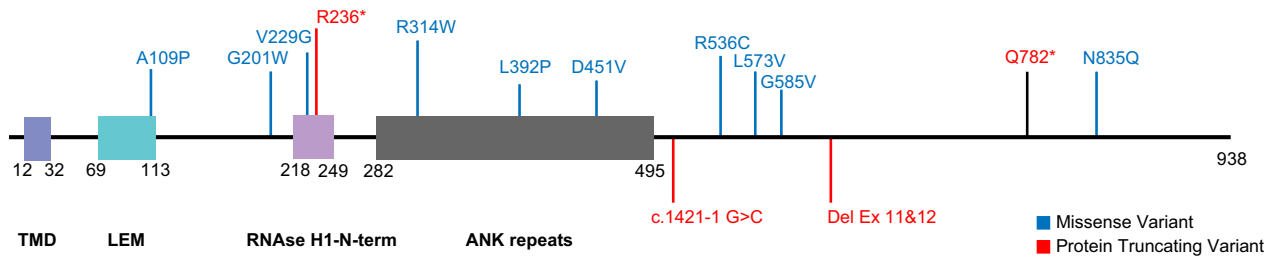 R236*
V229G
R314W
R536C
A109P
G201W
L392P
D451V
L573V
G585V
Q782*
N835Q
12 32 69 113 218 249 282 495 938
c.1421-1 G>C
Del Ex 11&12
TMD LEM RNAse H1-N-term ANK repeats
Missense Variant
Protein Truncating Variant